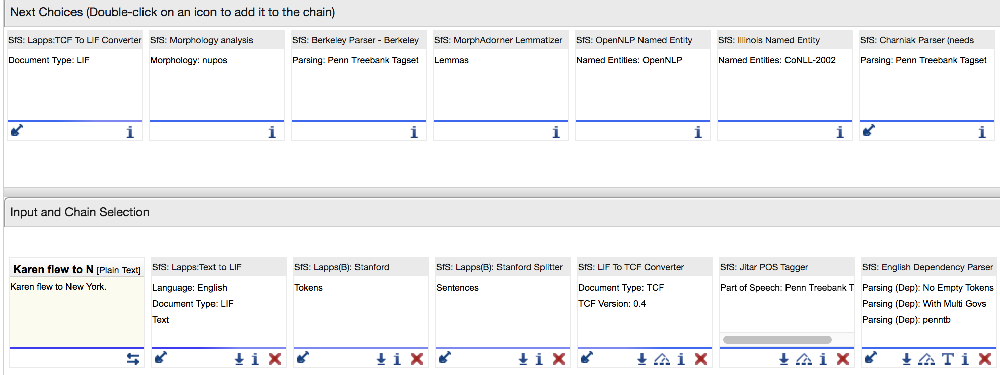 Next Choices (Double-click on an icon to add it to the chain)
SfS: Lapps:TCF To LIF Converter
Document Type: LIF
SfS: Morphology analysis
Morphology: nupos
SfS: Berkeley Parser - Berkeley
Parsing: Penn Treebank Tagset
SfS: MorphAdorner Lemmatizer
Lemmas
SfS: OpenNLP Named Entity
Named Entities: OpenNLP
SfS: Illinois Named Entity
Named Entities: CoNLL-2002
SfS: Charniak Parser (needs
Parsing: Penn Treebank Tagset
Input and Chain Selection
Karen flew to N [Plain Text]
Karen flew to New York.
SfS: Lapps:Text to LIF
Language: English
Document Type: LIF
Text
SfS: Lapps(B): Stanford
Tokens
SfS: Lapps(B): Stanford Splitter
Sentences
SfS: LIF To TCF Converter
Document Type: TCF
TCF Version: 0.4
SfS: Jitar POS Tagger
Part of Speech: Penn Treebank T
SfS: English Dependency Parser
Parsing (Dep): No Empty Tokens
Parsing (Dep): With Multi Govs
Parsing (Dep): penntb